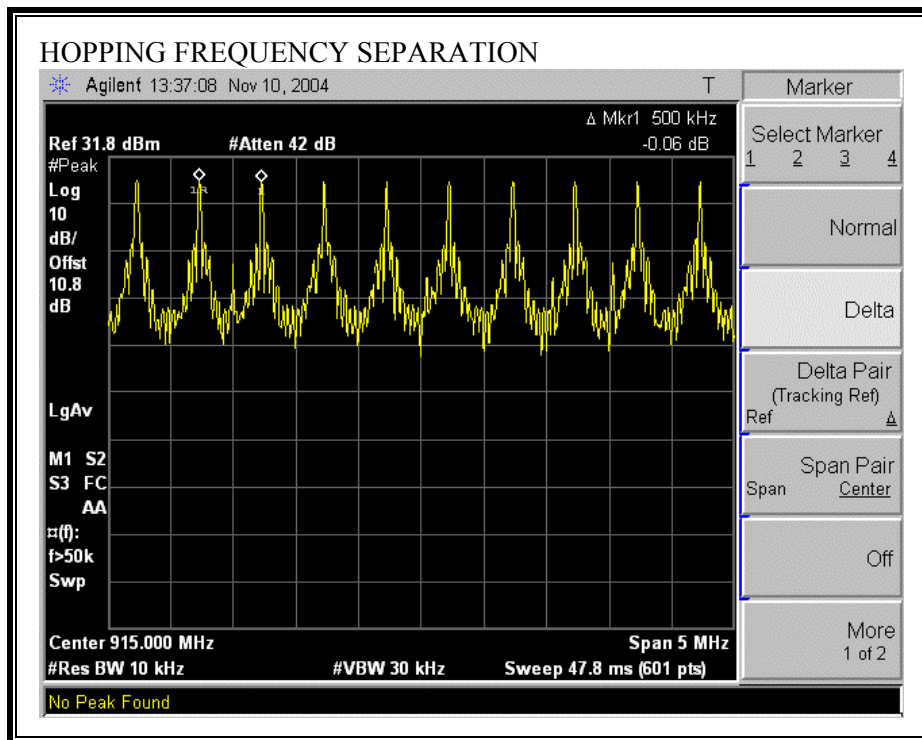 HOPPING FREQUENCY SEPARATION
Agilent 13:37:08 Nov 10, 2004 T
Marker
Δ Mkr1 500 kHz
Ref 31.8 dBm #Atten 42 dB -0.06 dB
#Peak
Log
10
dB/
Offst
10.8
dB
1R
1
LgAv
M1 S2
S3 FC
AA
¤(f):
f>50k
Swp
Center 915.000 MHz Span 5 MHz
#Res BW 10 kHz #VBW 30 kHz Sweep 47.8 ms (601 pts)
No Peak Found
Select Marker
1 2 3 4
Normal
Delta
Delta Pair
(Tracking Ref)
Ref Δ
Span Pair
Span Center
Off
More
1 of 2